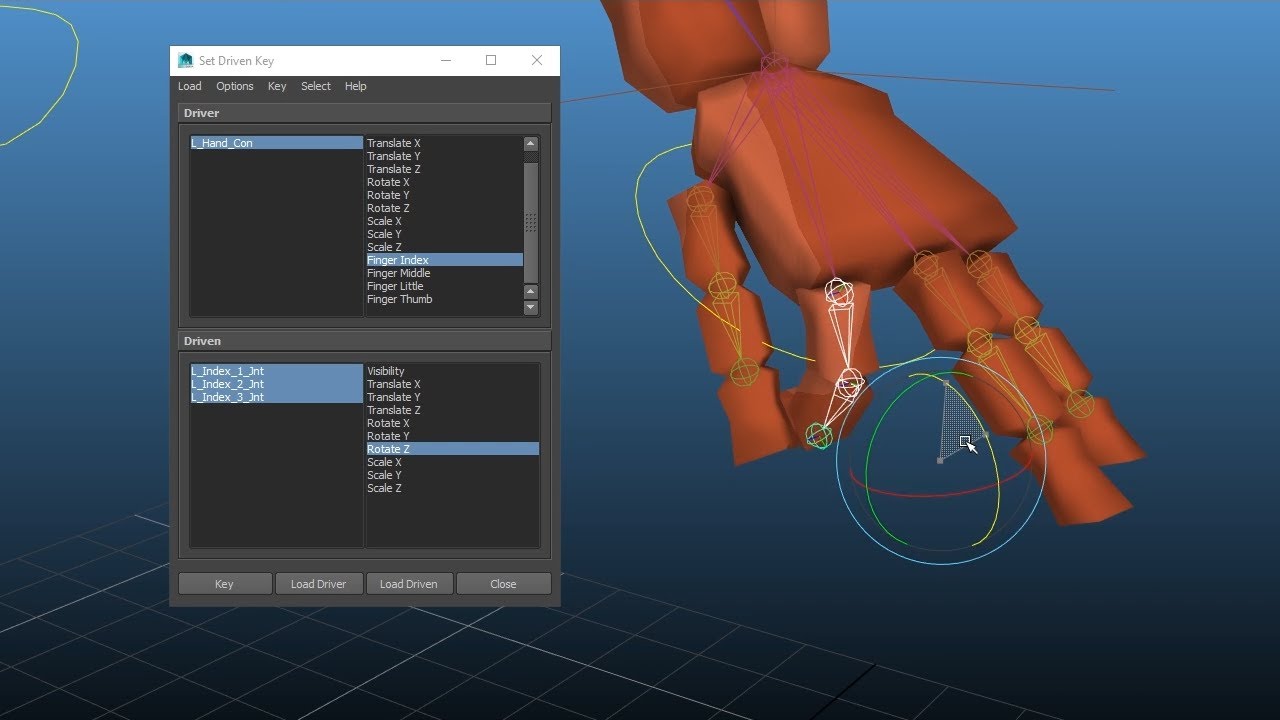 Set Driven Key
Load Options Key Select Help
Driver
L_Hand_Con
Translate X
Translate Y
Translate Z
Rotate X
Rotate Y
Rotate Z
Scale X
Scale Y
Scale Z
Finger Index
Finger Middle
Finger Little
Finger Thumb
Driven
L_Index_1_Jnt
L_Index_2_Jnt
L_Index_3_Jnt
Visibility
Translate X
Translate Y
Translate Z
Rotate X
Rotate Y
Rotate Z
Scale X
Scale Y
Scale Z
Key Load Driver Load Driven Close